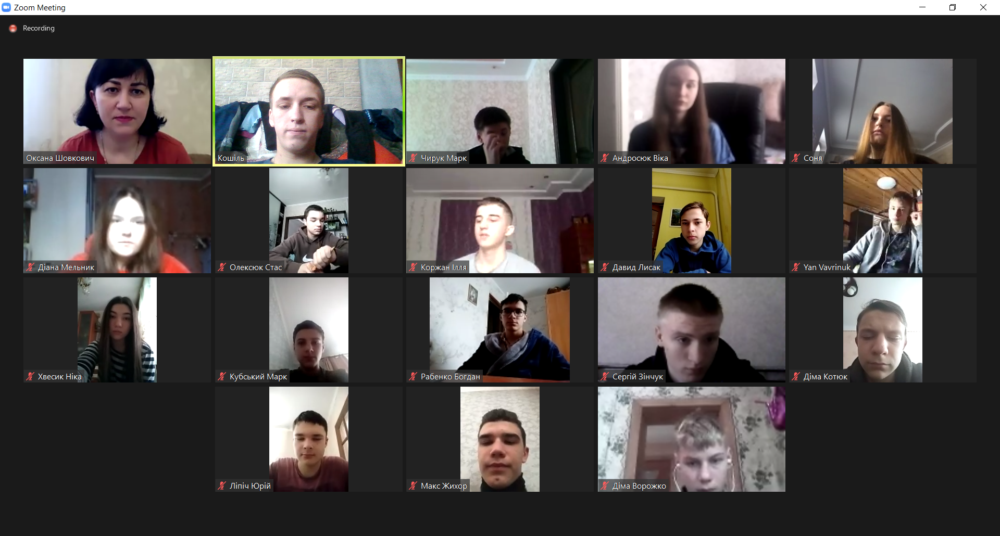 Zoom Meeting
Recording
Оксана Шовкович
Кошіль
Чирук Марк
Андросюк Віка
Соня
Діана Мельник
Олексюк Стас
Коржан Ілля
Давид Лисак
Yan Vavrinuk
Хвесик Ніка
Кубський Марк
Рабенко Богдан
Сергій Зінчук
Діма Котюк
Ліпіч Юрій
Макс Жихор
Діма Ворожко